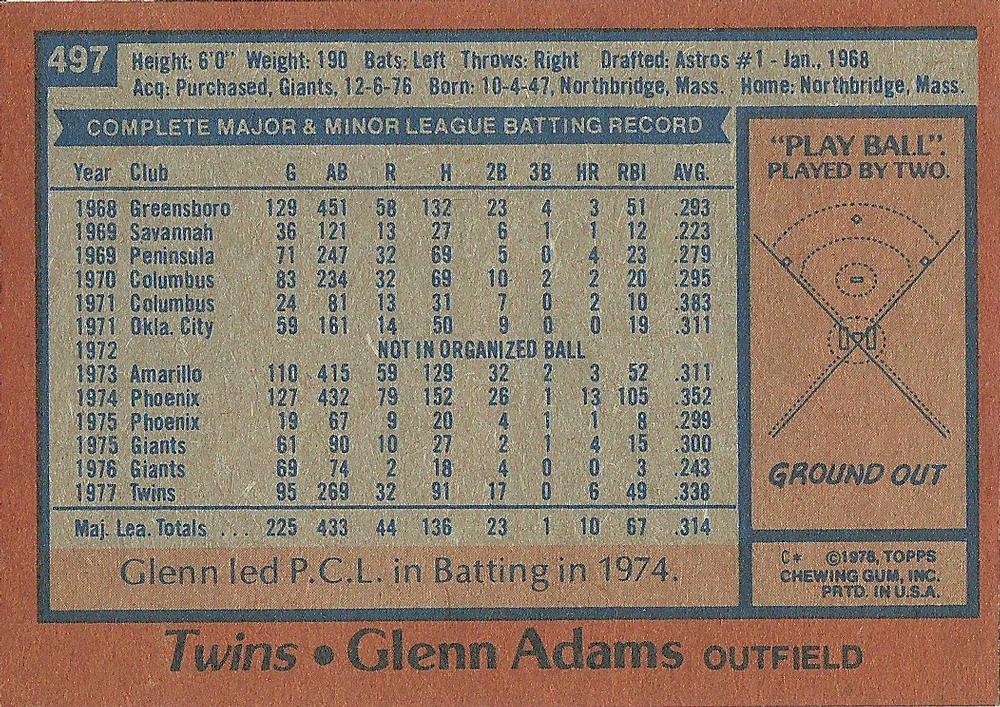 497
Height: 6'0" Weight: 190 Bats: Left Throws: Right Drafted: Astros #1 - Jan., 1968
Acq: Purchased, Giants, 12-6-76 Born: 10-4-47, Northbridge, Mass. Home: Northbridge, Mass.
COMPLETE MAJOR & MINOR LEAGUE BATTING RECORD
Year Club G AB R H 2B 3B HR RBI AVG.
1968 Greensboro 129 451 58 132 23 4 3 51 .293
1969 Savannah 36 121 13 27 6 1 1 12 .223
1969 Peninsula 71 247 32 69 5 0 4 23 .279
1970 Columbus 83 234 32 69 10 2 2 20 .295
1971 Columbus 24 81 13 31 7 0 2 10 .383
1971 Okla. City 59 161 14 50 9 0 0 19 .311
1972 NOT IN ORGANIZED BALL
1973 Amarillo 110 415 59 129 32 2 3 52 .311
1974 Phoenix 127 432 79 152 26 1 13 105 .352
1975 Phoenix 19 67 9 20 4 1 1 8 .299
1975 Giants 61 90 10 27 2 1 4 15 .300
1976 Giants 69 74 2 18 4 0 0 3 .243
1977 Twins 95 269 32 91 17 0 6 49 .338
Maj. Lea. Totals ... 225 433 44 136 23 1 10 67 .314
Glenn led P.C.L. in Batting in 1974.
"PLAY BALL".
PLAYED BY TWO.
GROUND OUT
C* ©1978, TOPPS
CHEWING GUM, INC.
PRTD. IN U.S.A.
Twins • Glenn Adams OUTFIELD